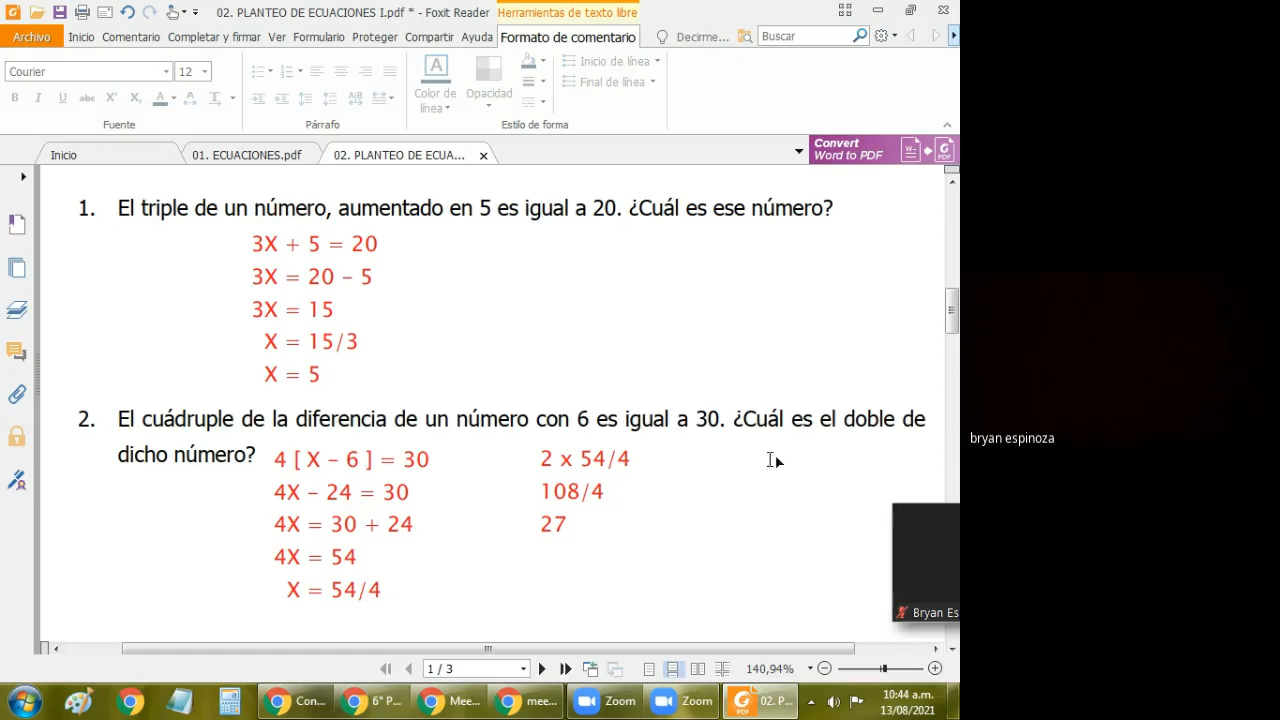 02. PLANTEO DE ECUACIONES I.pdf * - Foxit Reader
Herramientas de texto libre
Archivo Inicio Comentario Completar y firmar Ver Formulario Proteger Compartir Ayuda Formato de comentario Decirme... Buscar
Courier 12
Color de línea Opacidad
Inicio de línea
Final de línea
Fuente Párrafo Estilo de forma
Inicio 01. ECUACIONES.pdf 02. PLANTEO DE ECUA...
Convert
Word to PDF
1. El triple de un número, aumentado en 5 es igual a 20. ¿Cuál es ese número?
3X + 5 = 20
3X = 20 – 5
3X = 15
X = 15/3
X = 5
2. El cuádruple de la diferencia de un número con 6 es igual a 30. ¿Cuál es el doble de
dicho número?
4 [ X – 6 ] = 30
4X – 24 = 30
4X = 30 + 24
4X = 54
X = 54/4
2 x 54/4
108/4
27
bryan espinoza
Bryan Es
1 / 3
140,94%
Con... 6° P... Mee... mee... Zoom Zoom 02. P...
10:44 a.m.
13/08/2021